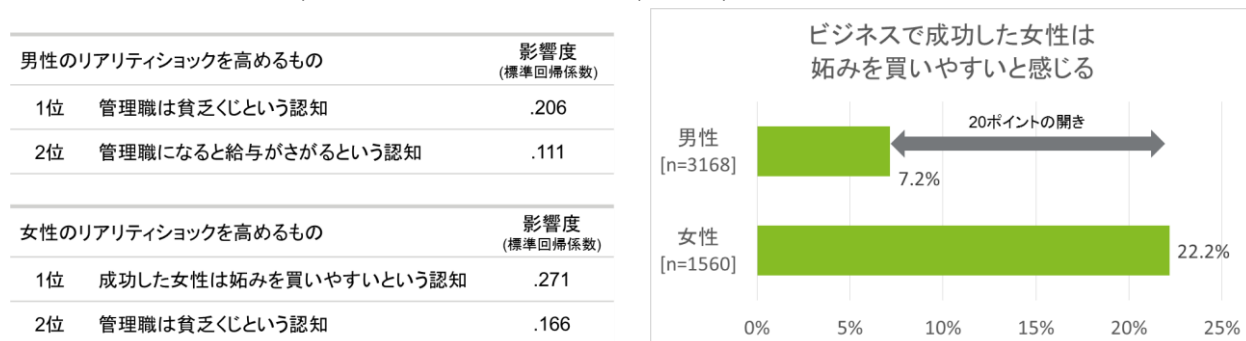 男性のリアリティショックを高めるもの 影響度
(標準回帰係数)
1位 管理職は貧乏くじという認知 .206
2位 管理職になると給与がさがるという認知 .111
女性のリアリティショックを高めるもの 影響度
(標準回帰係数)
1位 成功した女性は妬みを買いやすいという認知 .271
2位 管理職は貧乏くじという認知 .166
ビジネスで成功した女性は
妬みを買いやすいと感じる
20ポイントの開き
男性
[n=3168]
7.2%
女性
[n=1560]
22.2%
0% 5% 10% 15% 20% 25%